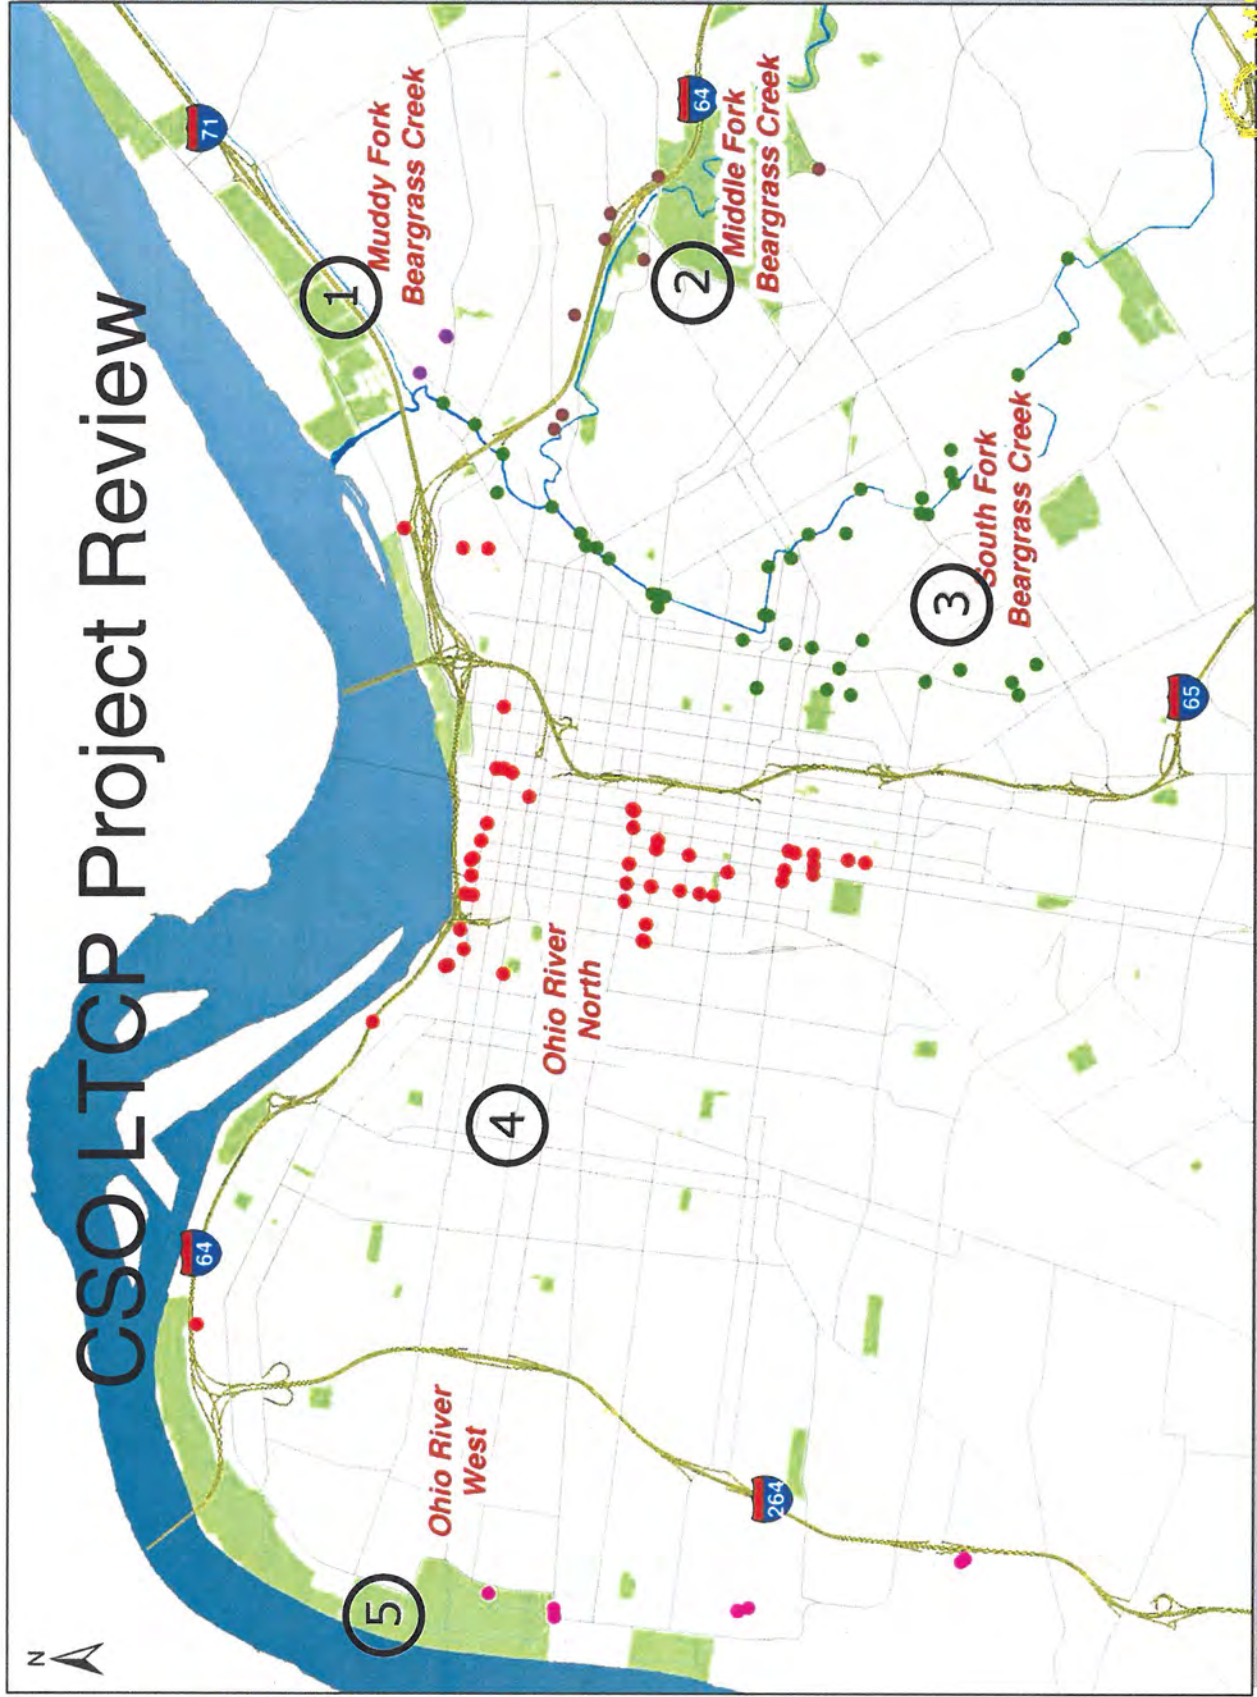 CSO LTCP Project Review
N
71
1
Muddy Fork
Beargrass Creek
64
2
Middle Fork
Beargrass Creek
3
South Fork
Beargrass Creek
65
4
Ohio River
North
64
5
Ohio River
West
264